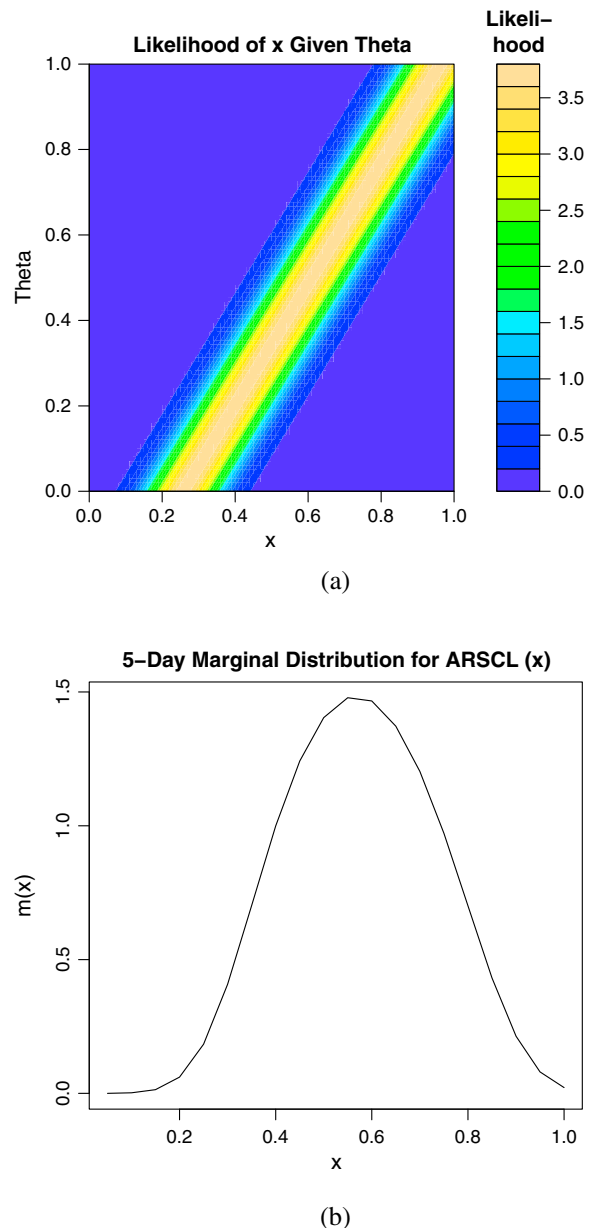 Likeli–
hood
Likelihood of x Given Theta
Theta
1.0
0.8
0.6
0.4
0.2
0.0
0.0 0.2 0.4 0.6 0.8 1.0
x
3.5
3.0
2.5
2.0
1.5
1.0
0.5
0.0
(a)
5–Day Marginal Distribution for ARSCL (x)
m(x)
1.5
1.0
0.5
0.0
0.2 0.4 0.6 0.8 1.0
x
(b)